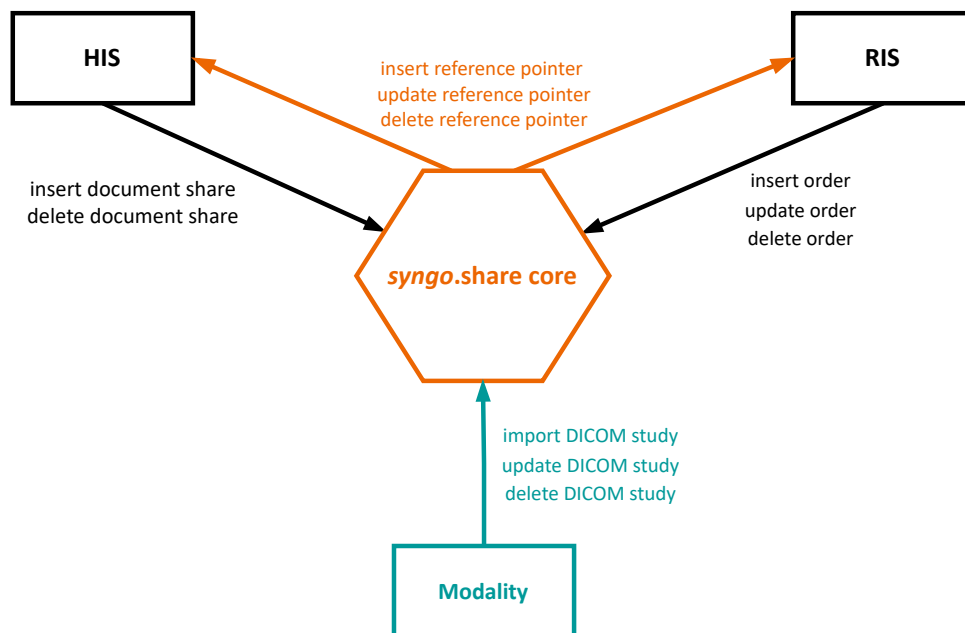 HIS
RIS
insert reference pointer
update reference pointer
delete reference pointer
insert document share
delete document share
insert order
update order
delete order
syngo.share core
import DICOM study
update DICOM study
delete DICOM study
Modality